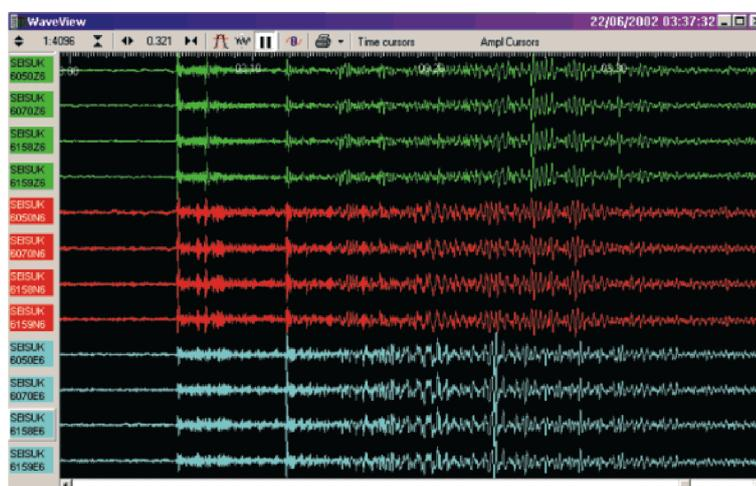 WaveView 22/06/2002 03:37:32
1:4096 0.321 Time cursors Ampl Cursors
03:10 03:20 03:30
SEISUK
6050Z6
SEISUK
6070Z6
SEISUK
6158Z6
SEISUK
6159Z6
SEISUK
6050N6
SEISUK
6070N6
SEISUK
6158N6
SEISUK
6159N6
SEISUK
6050E6
SEISUK
6070E6
SEISUK
6158E6
SEISUK
6159E6